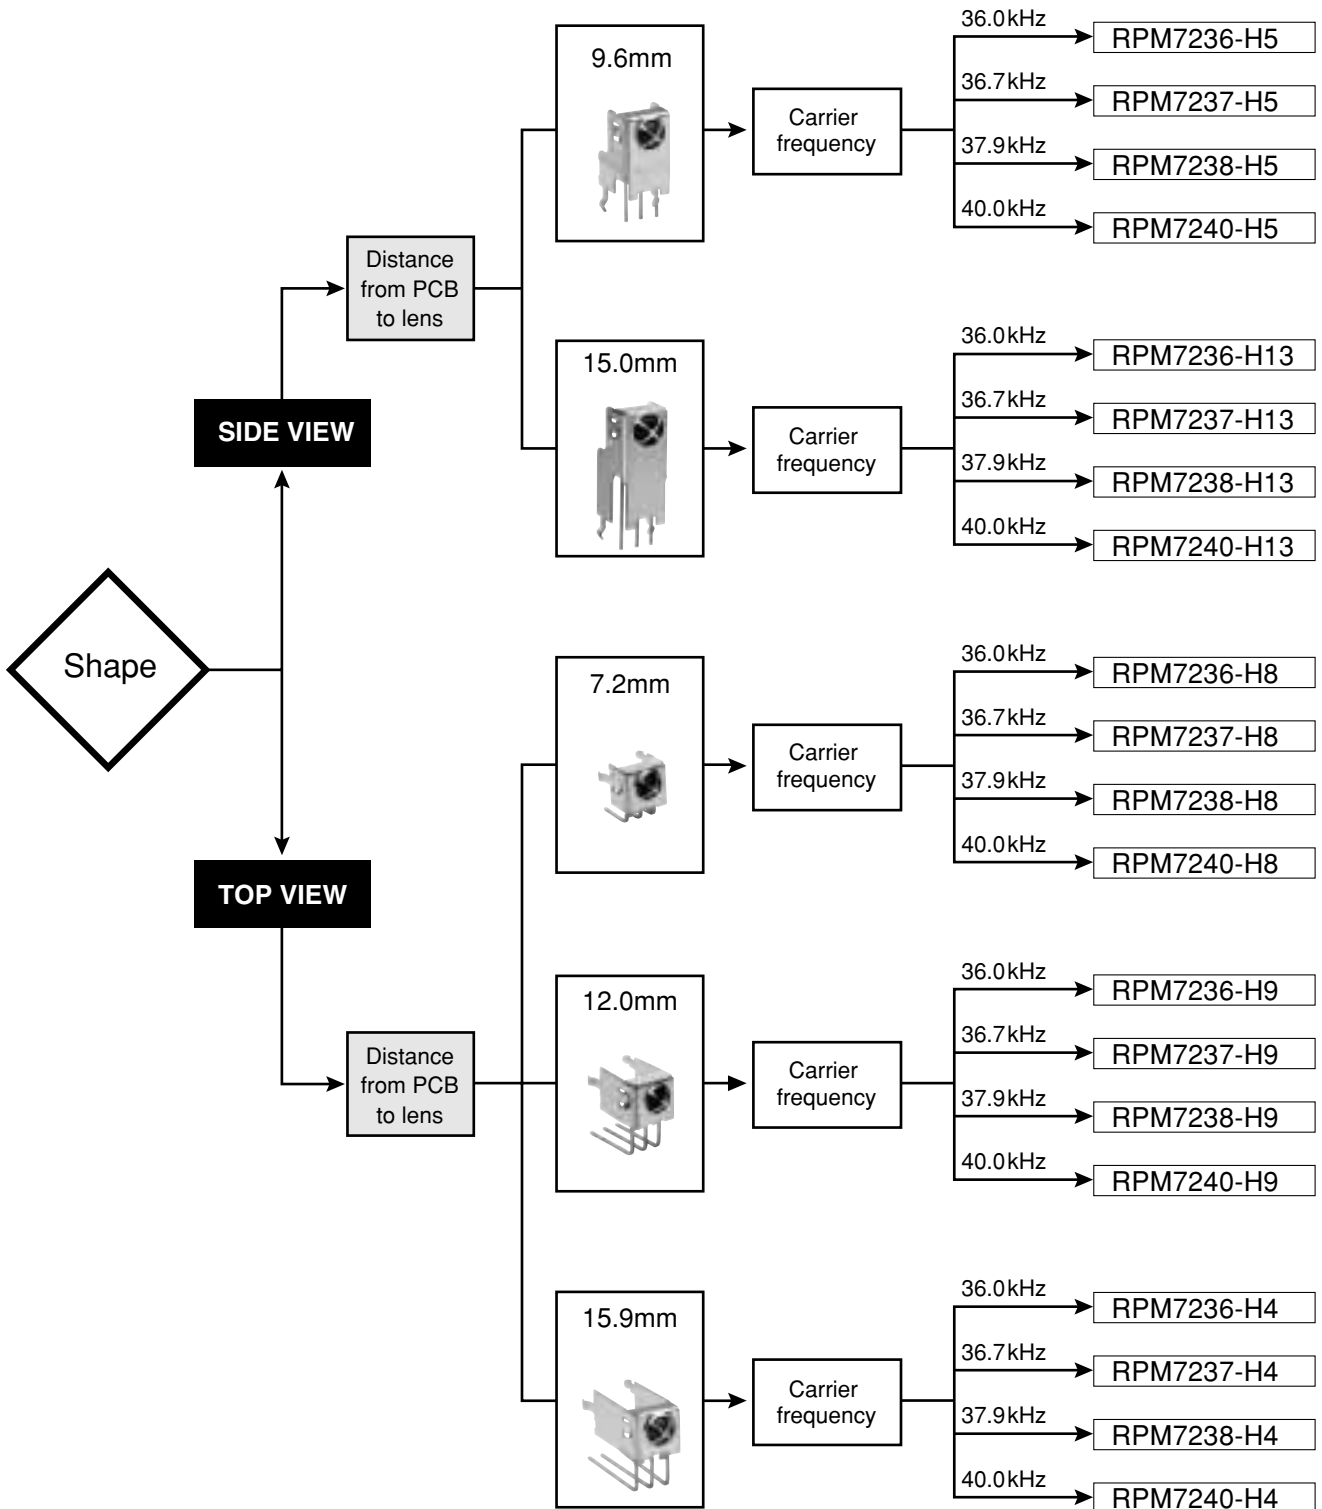 Shape
SIDE VIEW
Distance
from PCB
to lens
9.6mm
Carrier
frequency
36.0kHz
RPM7236-H5
36.7kHz
RPM7237-H5
37.9kHz
RPM7238-H5
40.0kHz
RPM7240-H5
15.0mm
Carrier
frequency
36.0kHz
RPM7236-H13
36.7kHz
RPM7237-H13
37.9kHz
RPM7238-H13
40.0kHz
RPM7240-H13
TOP VIEW
Distance
from PCB
to lens
7.2mm
Carrier
frequency
36.0kHz
RPM7236-H8
36.7kHz
RPM7237-H8
37.9kHz
RPM7238-H8
40.0kHz
RPM7240-H8
12.0mm
Carrier
frequency
36.0kHz
RPM7236-H9
36.7kHz
RPM7237-H9
37.9kHz
RPM7238-H9
40.0kHz
RPM7240-H9
15.9mm
Carrier
frequency
36.0kHz
RPM7236-H4
36.7kHz
RPM7237-H4
37.9kHz
RPM7238-H4
40.0kHz
RPM7240-H4